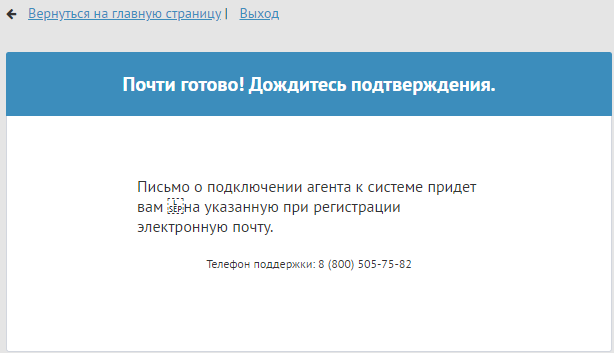 ← Вернуться на главную страницу | Выход
Почти готово! Дождитесь подтверждения.
Письмо о подключении агента к системе придет
вам на указанную при регистрации
электронную почту.
Телефон поддержки: 8 (800) 505-75-82